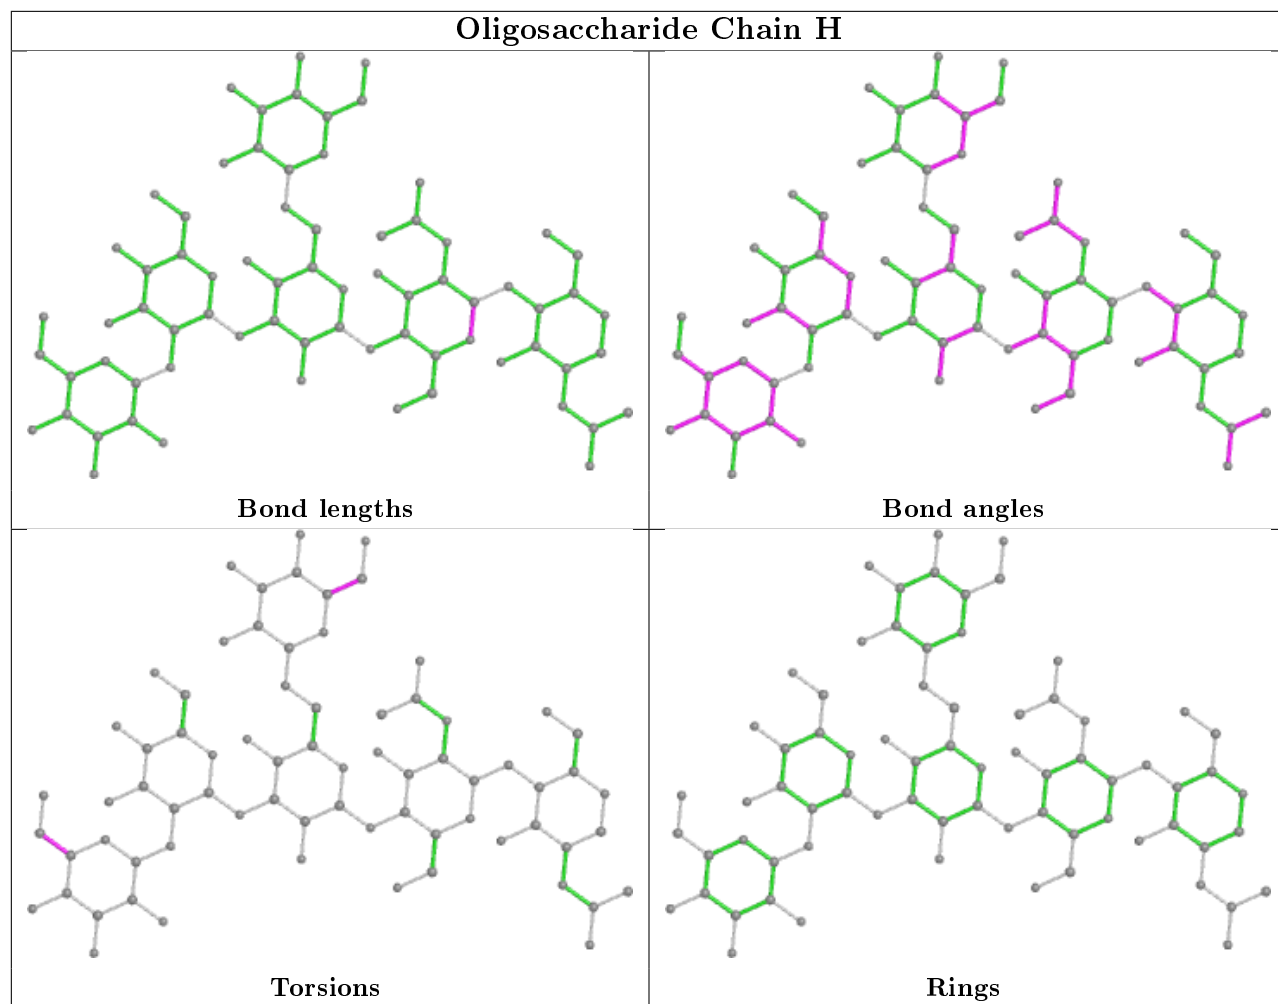 Oligosaccharide Chain H
Bond lengths
Bond angles
Torsions
Rings